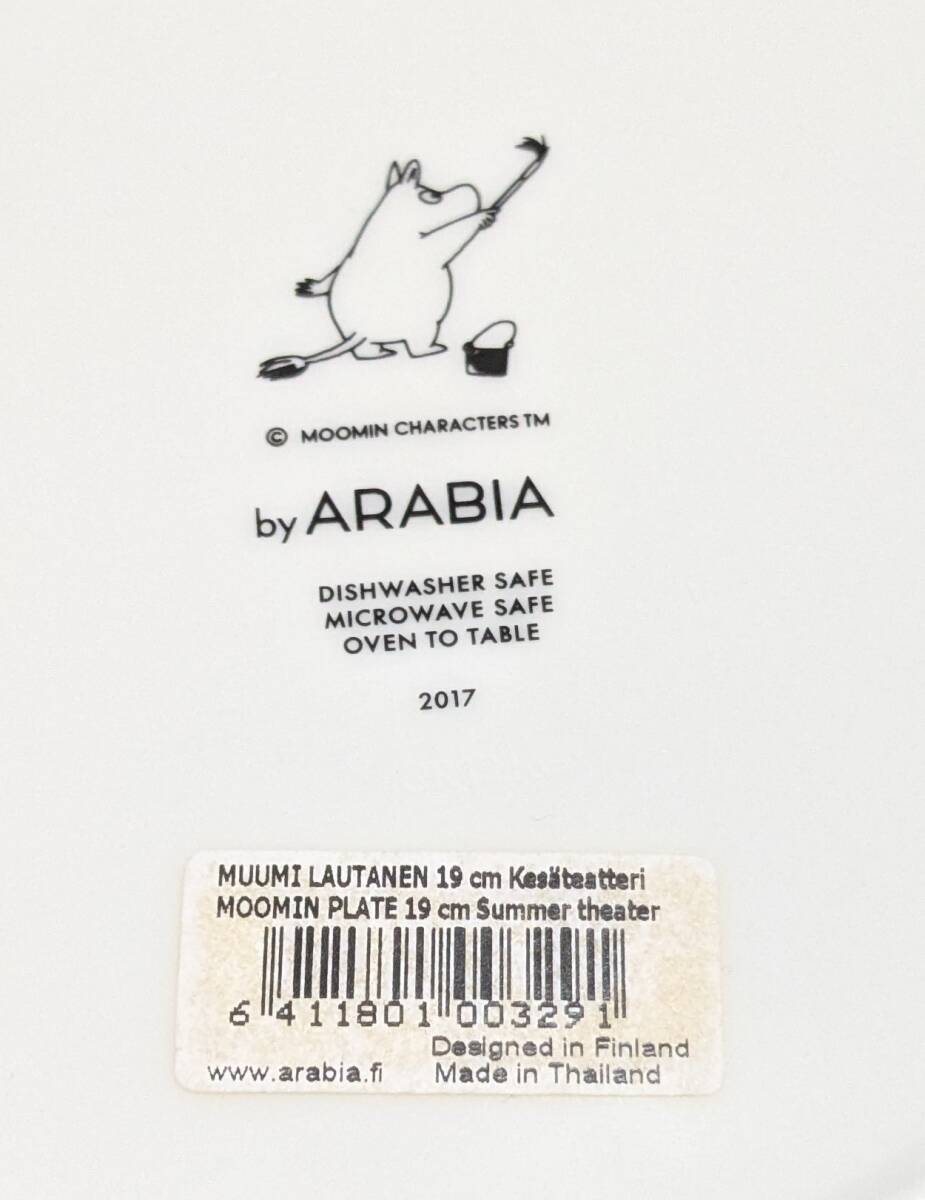 © MOOMIN CHARACTERS TM
by ARABIA
DISHWASHER SAFE
MICROWAVE SAFE
OVEN TO TABLE
2017
MUUMI LAUTANEN 19 cm Kesäteatteri
MOOMIN PLATE 19 cm Summer theater
6 411801 003291
Designed in Finland
www.arabia.fi Made in Thailand